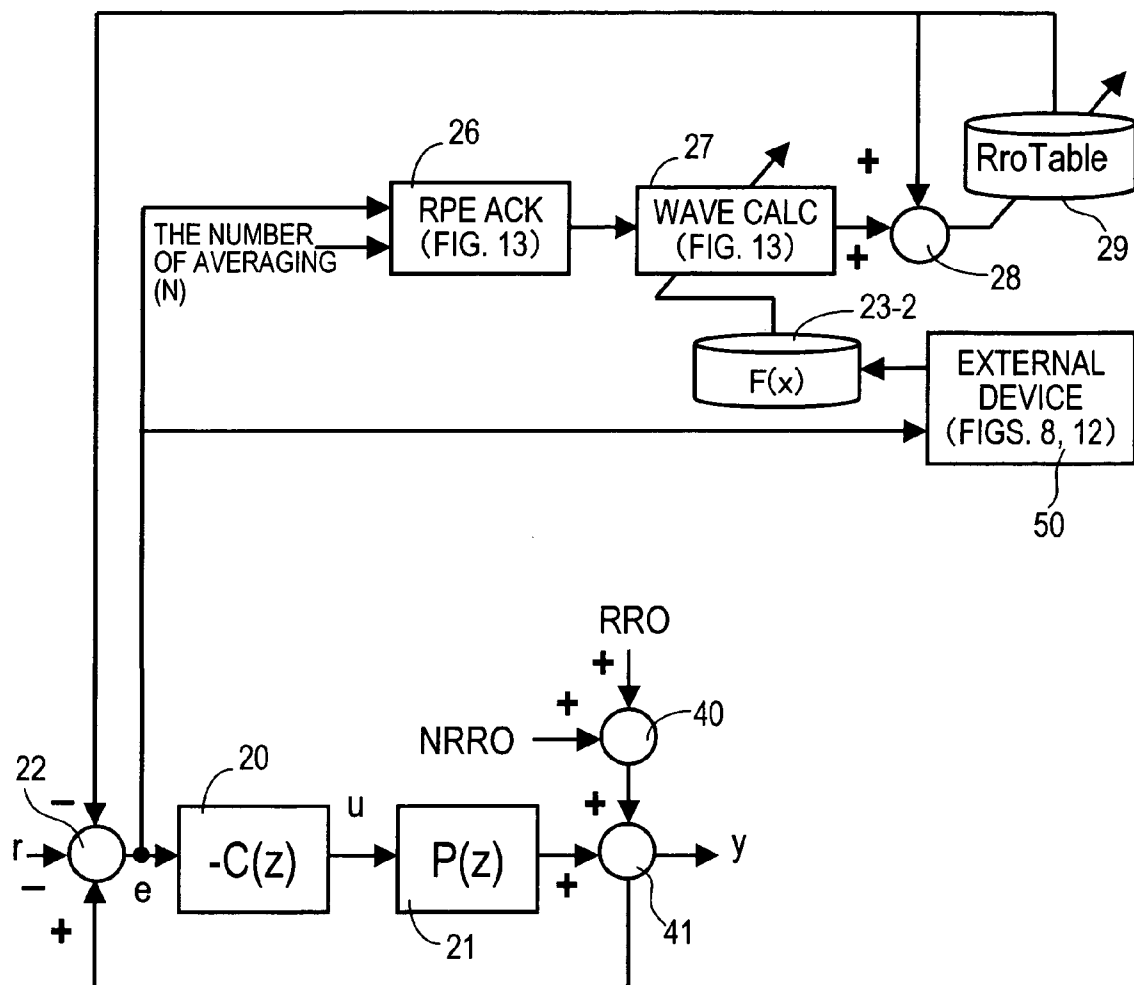 26
RPE ACK
(FIG. 13)
THE NUMBER
OF AVERAGING
(N)
27
WAVE CALC
(FIG. 13)
+
+
28
RroTable
29
23-2
F(x)
EXTERNAL
DEVICE
(FIGS. 8, 12)
50
RRO
+
NRRO
+
40
22
−
r
−
+
e
20
-C(z)
u
P(z)
21
+
+
41
y